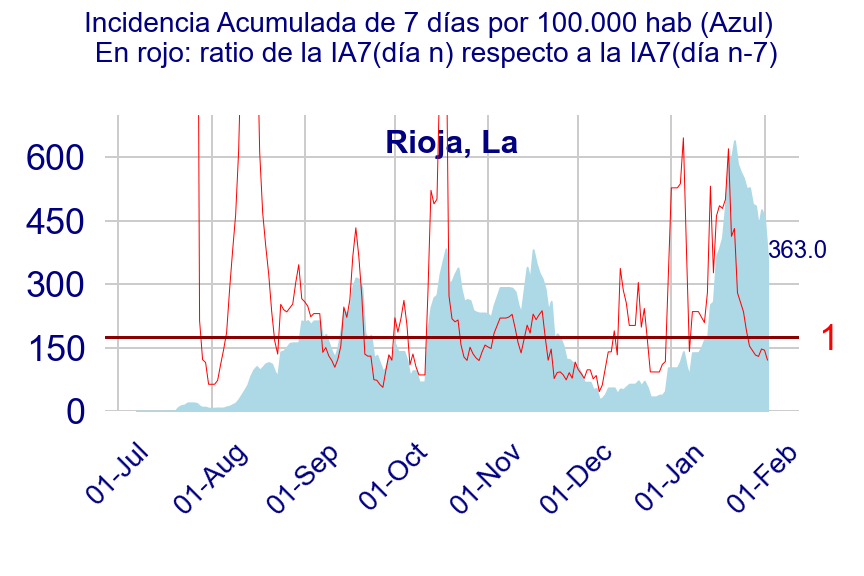 Incidencia Acumulada de 7 días por 100.000 hab (Azul)
En rojo: ratio de la IA7(día n) respecto a la IA7(día n-7)
Rioja, La
600
450
300
150
0
363.0
1
01-Jul
01-Aug
01-Sep
01-Oct
01-Nov
01-Dec
01-Jan
01-Feb